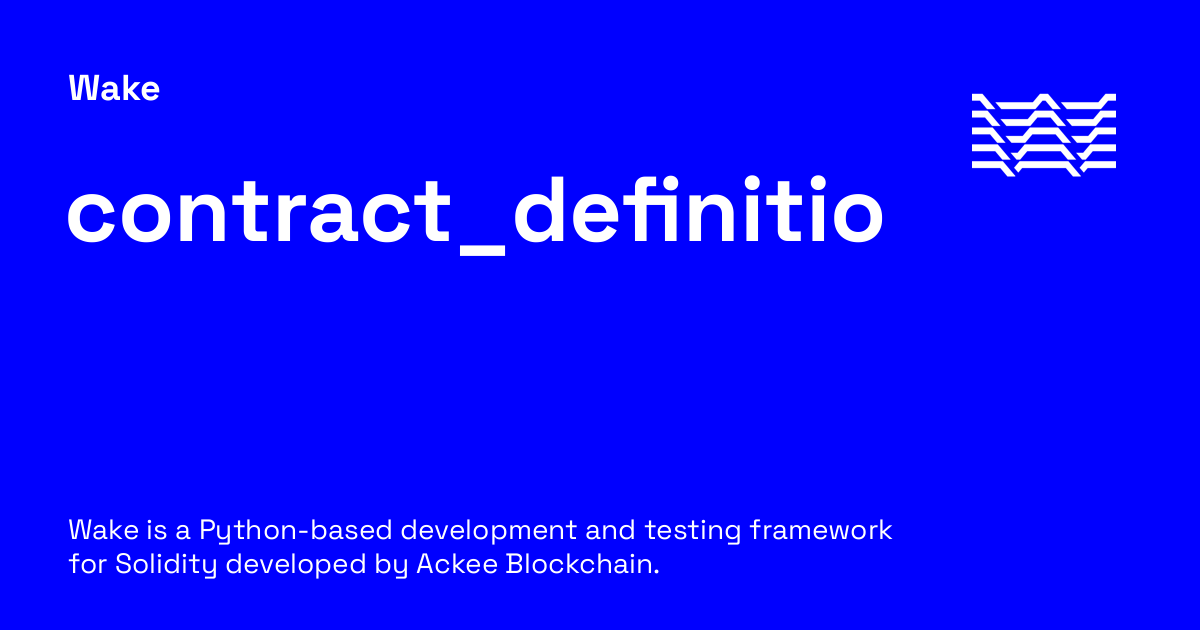 Wake
contract_definitio
Wake is a Python-based development and testing framework
for Solidity developed by Ackee Blockchain.